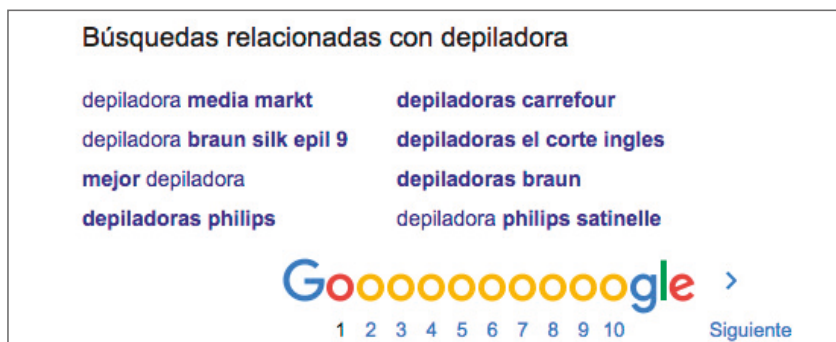 Búsquedas relacionadas con depiladora
depiladora media markt
depiladora braun silk epil 9
mejor depiladora
depiladoras philips
depiladoras carrefour
depiladoras el corte ingles
depiladoras braun
depiladora philips satinelle
Goooooooooogle >
1 2 3 4 5 6 7 8 9 10 Siguiente